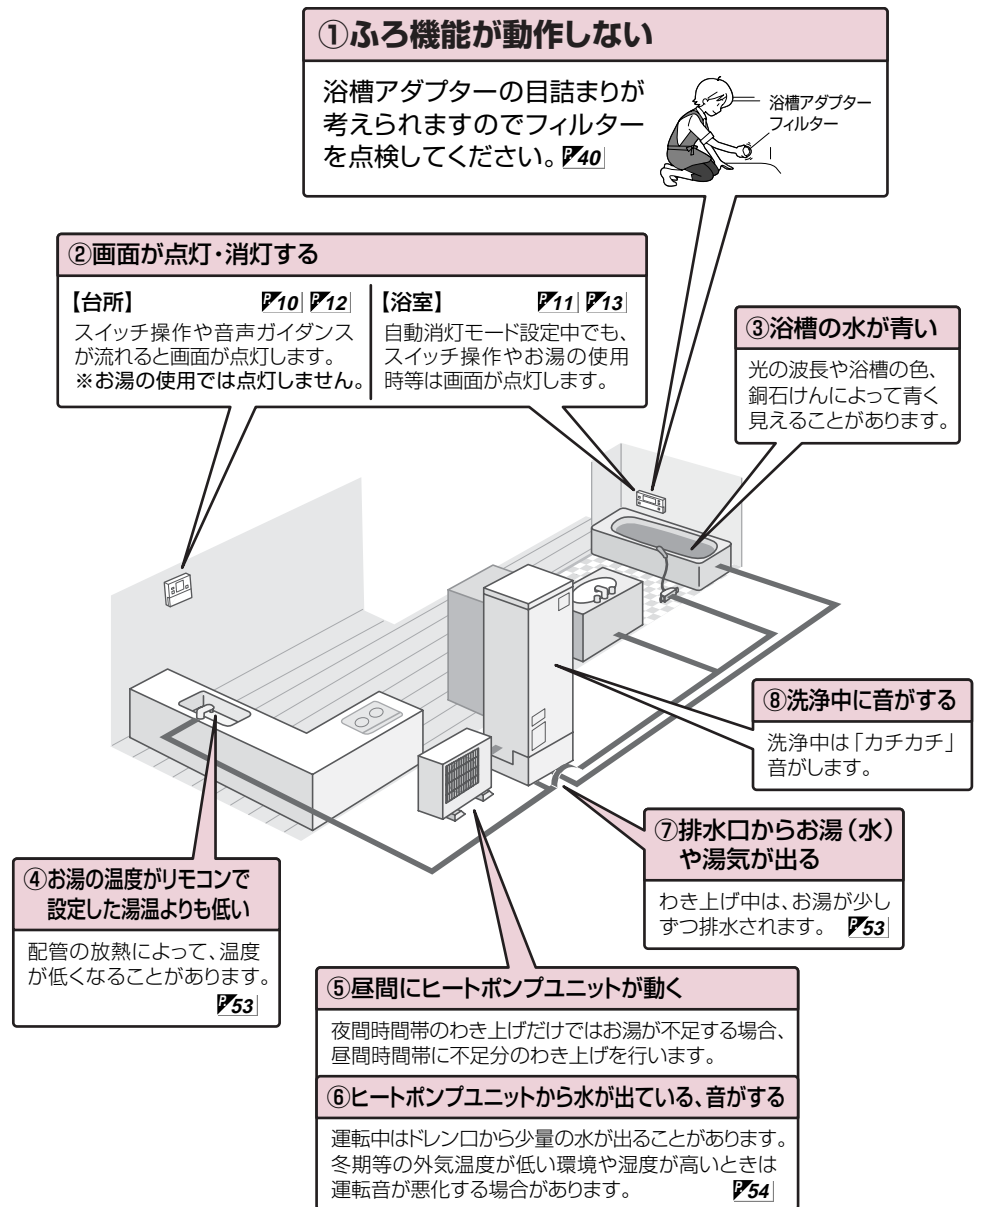 ①ふろ機能が動作しない
浴槽アダプターの目詰まりが
考えられますのでフィルター
を点検してください。P40
浴槽アダプター
フィルター
②画面が点灯・消灯する
【台所】 P10 P12
スイッチ操作や音声ガイダンス
が流れると画面が点灯します。
※お湯の使用では点灯しません。
【浴室】 P11 P13
自動消灯モード設定中でも、
スイッチ操作やお湯の使用
時等は画面が点灯します。
③浴槽の水が青い
光の波長や浴槽の色、
銅石けんによって青く
見えることがあります。
④お湯の温度がリモコンで
設定した湯温よりも低い
配管の放熱によって、温度
が低くなることがあります。
P53
⑤昼間にヒートポンプユニットが動く
夜間時間帯のわき上げだけではお湯が不足する場合、
昼間時間帯に不足分のわき上げを行います。
⑥ヒートポンプユニットから水が出ている、音がする
運転中はドレン口から少量の水が出ることがあります。
冬期等の外気温度が低い環境や湿度が高いときは
運転音が悪化する場合があります。 P54
⑦排水口からお湯(水)
や湯気が出る
わき上げ中は、お湯が少し
ずつ排水されます。 P53
⑧洗浄中に音がする
洗浄中は「カチカチ」
音がします。